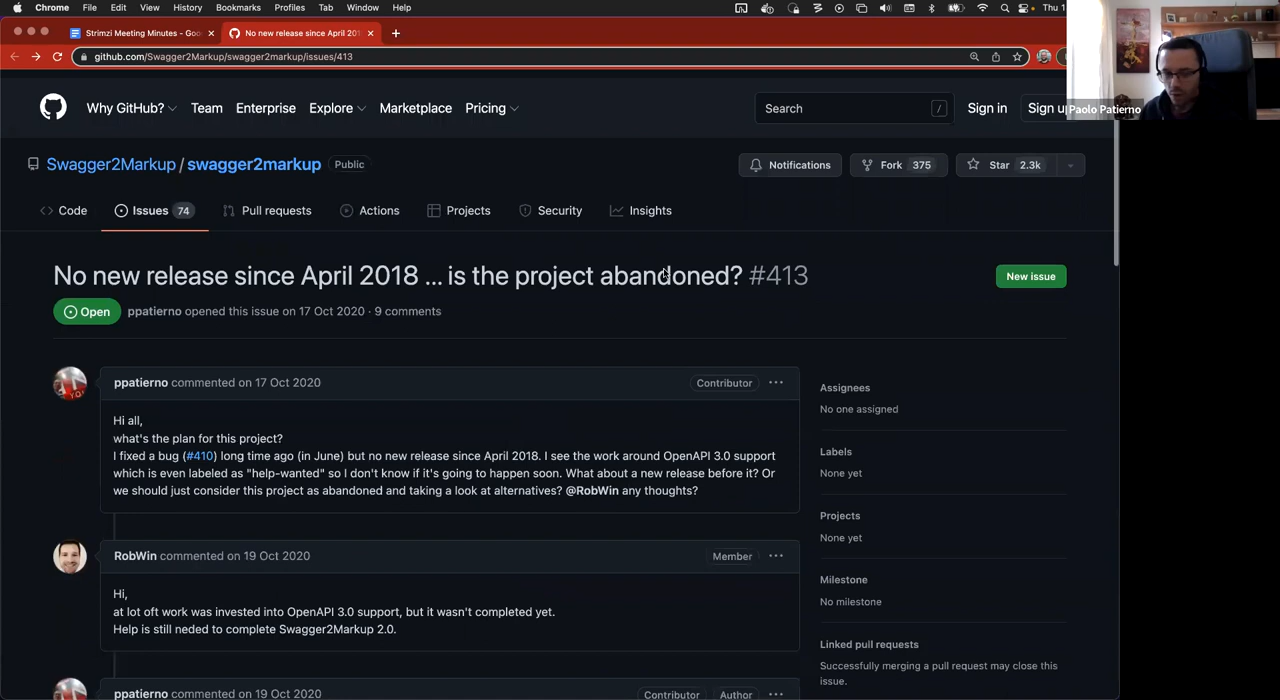 Chrome File Edit View History Bookmarks Profiles Tab Window Help Thu 1
Strimzi Meeting Minutes - Goo × No new release since April 201 × +
github.com/Swagger2Markup/swagger2markup/issues/413
Paolo Patierno
Why GitHub? Team Enterprise Explore Marketplace Pricing Search / Sign in Sign u
Swagger2Markup / swagger2markup Public Notifications Fork 375 Star 2.3k
<> Code Issues 74 Pull requests Actions Projects Security Insights
No new release since April 2018 ... is the project abandoned? #413 New issue
Open ppatierno opened this issue on 17 Oct 2020 · 9 comments
ppatierno commented on 17 Oct 2020 Contributor ...
Hi all,
what's the plan for this project?
I fixed a bug (#410) long time ago (in June) but no new release since April 2018. I see the work around OpenAPI 3.0 support
which is even labeled as "help-wanted" so I don't know if it's going to happen soon. What about a new release before it? Or
we should just consider this project as abandoned and taking a look at alternatives? @RobWin any thoughts?
Assignees
No one assigned
Labels
None yet
Projects
None yet
RobWin commented on 19 Oct 2020 Member ...
Hi,
at lot oft work was invested into OpenAPI 3.0 support, but it wasn't completed yet.
Help is still neded to complete Swagger2Markup 2.0.
Milestone
No milestone
Linked pull requests
Successfully merging a pull request may close this
issue.
ppatierno commented on 19 Oct 2020 Contributor Author ...